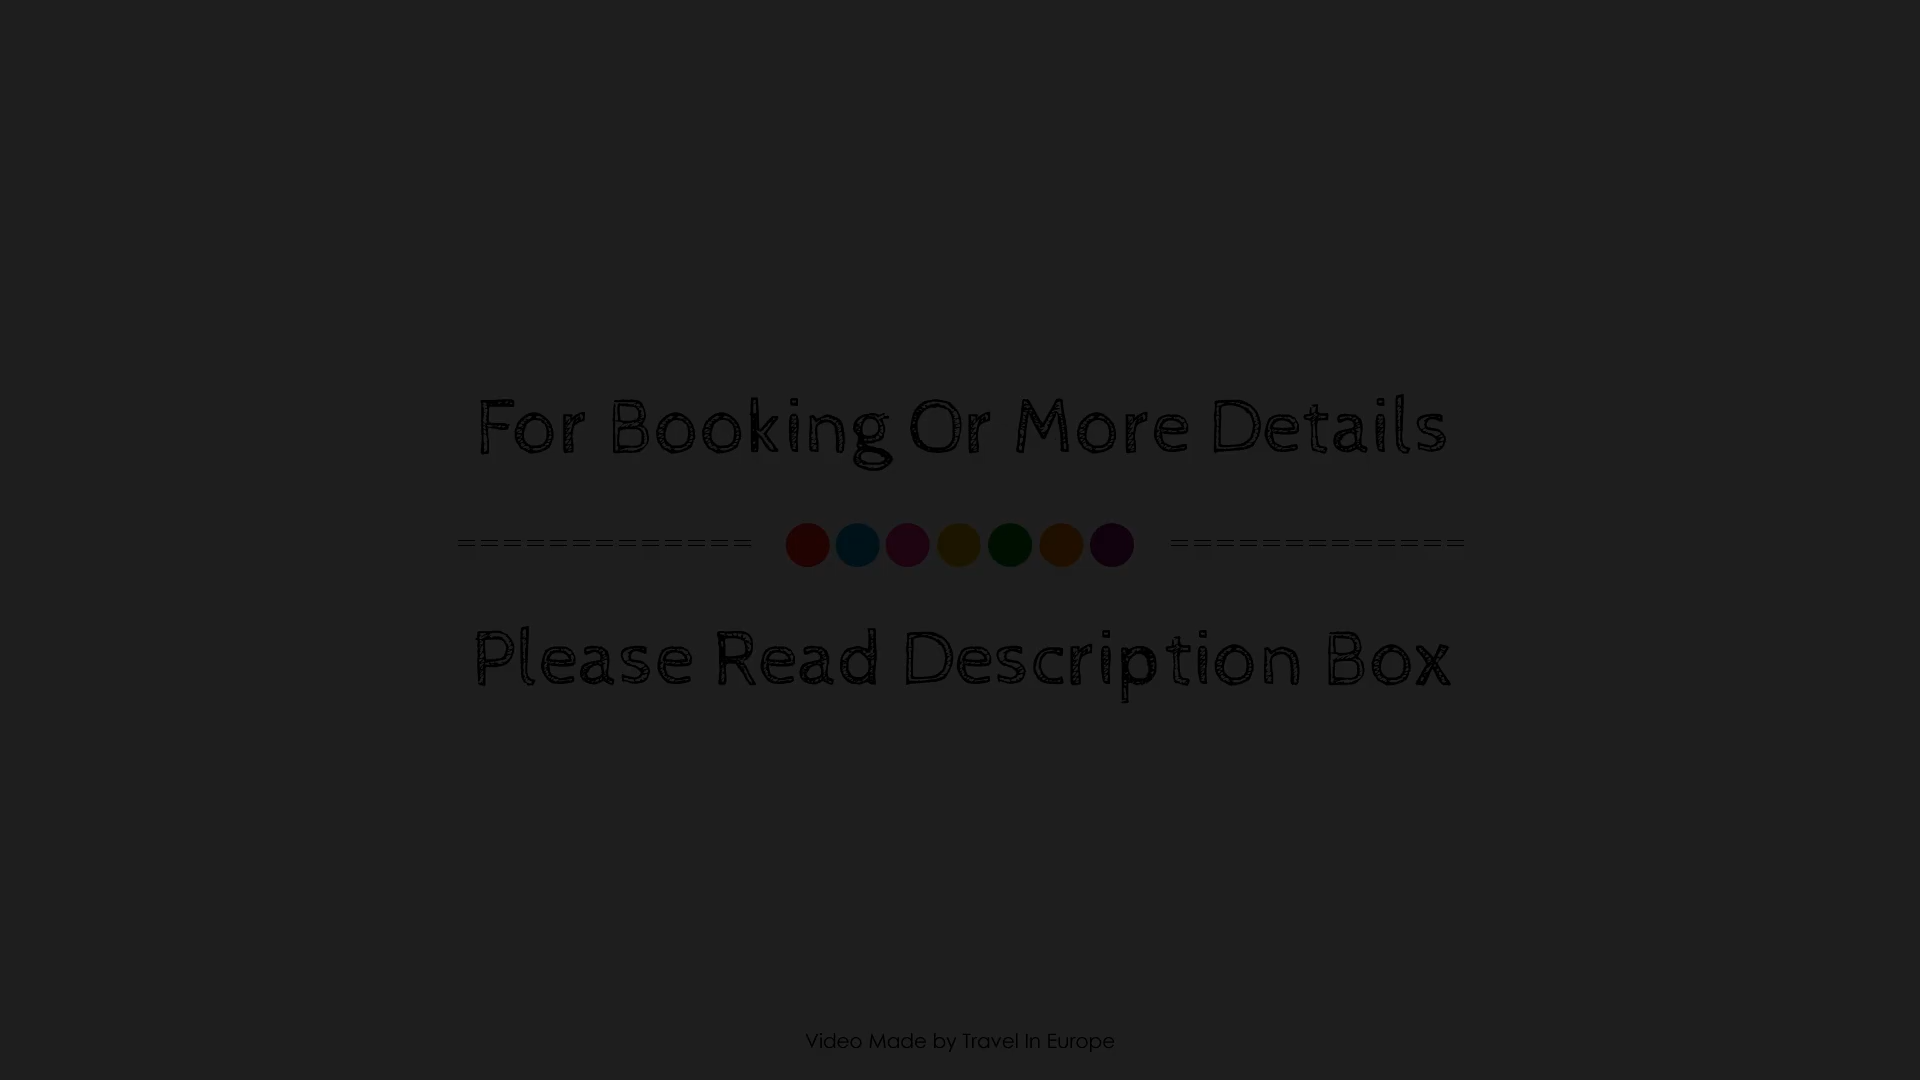 For Booking Or More Details
============= =============
Please Read Description Box
Video Made by Travel In Europe